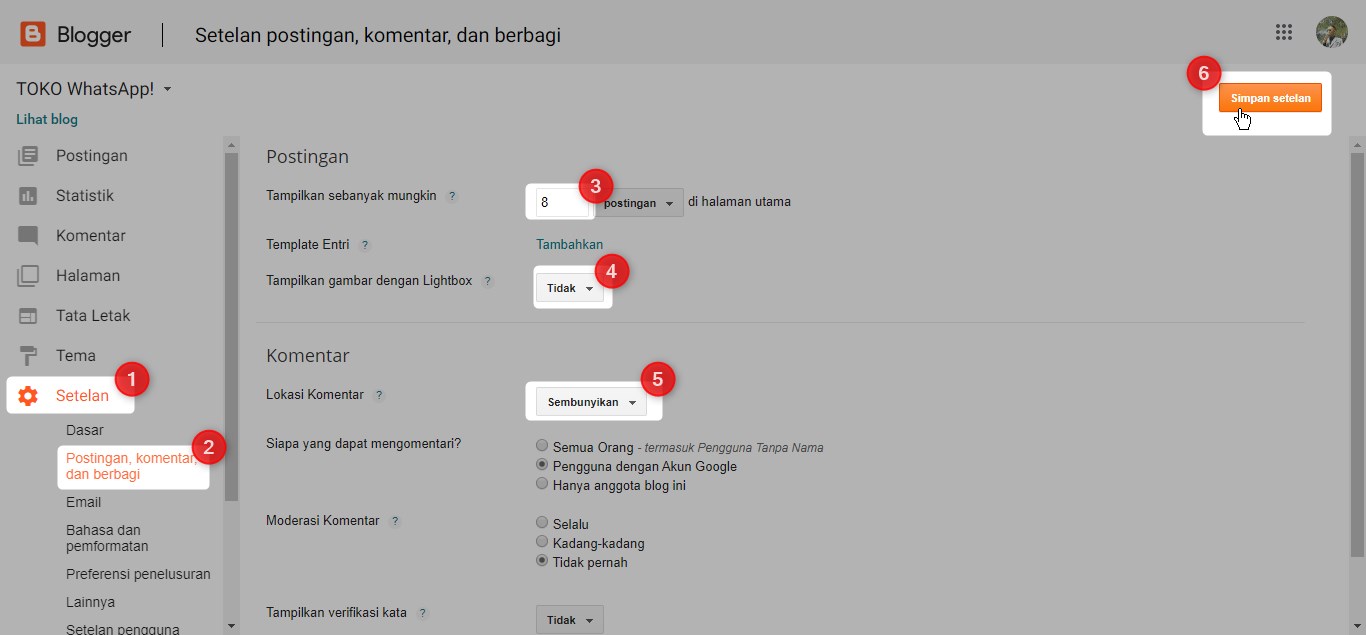 Blogger
Setelan postingan, komentar, dan berbagi
TOKO WhatsApp!
Lihat blog
6
Simpan setelan
Postingan
Statistik
Komentar
Halaman
Tata Letak
Tema
1
Setelan
Dasar
2
Postingan, komentar,
dan berbagi
Email
Bahasa dan
pemformatan
Preferensi penelusuran
Lainnya
Setelan pengguna
Postingan
Tampilkan sebanyak mungkin ? 8 3 postingan di halaman utama
Template Entri ? Tambahkan
Tampilkan gambar dengan Lightbox ? Tidak 4
Komentar
Lokasi Komentar ? Sembunyikan 5
Siapa yang dapat mengomentari? Semua Orang - termasuk Pengguna Tanpa Nama
Pengguna dengan Akun Google
Hanya anggota blog ini
Moderasi Komentar ? Selalu
Kadang-kadang
Tidak pernah
Tampilkan verifikasi kata ? Tidak